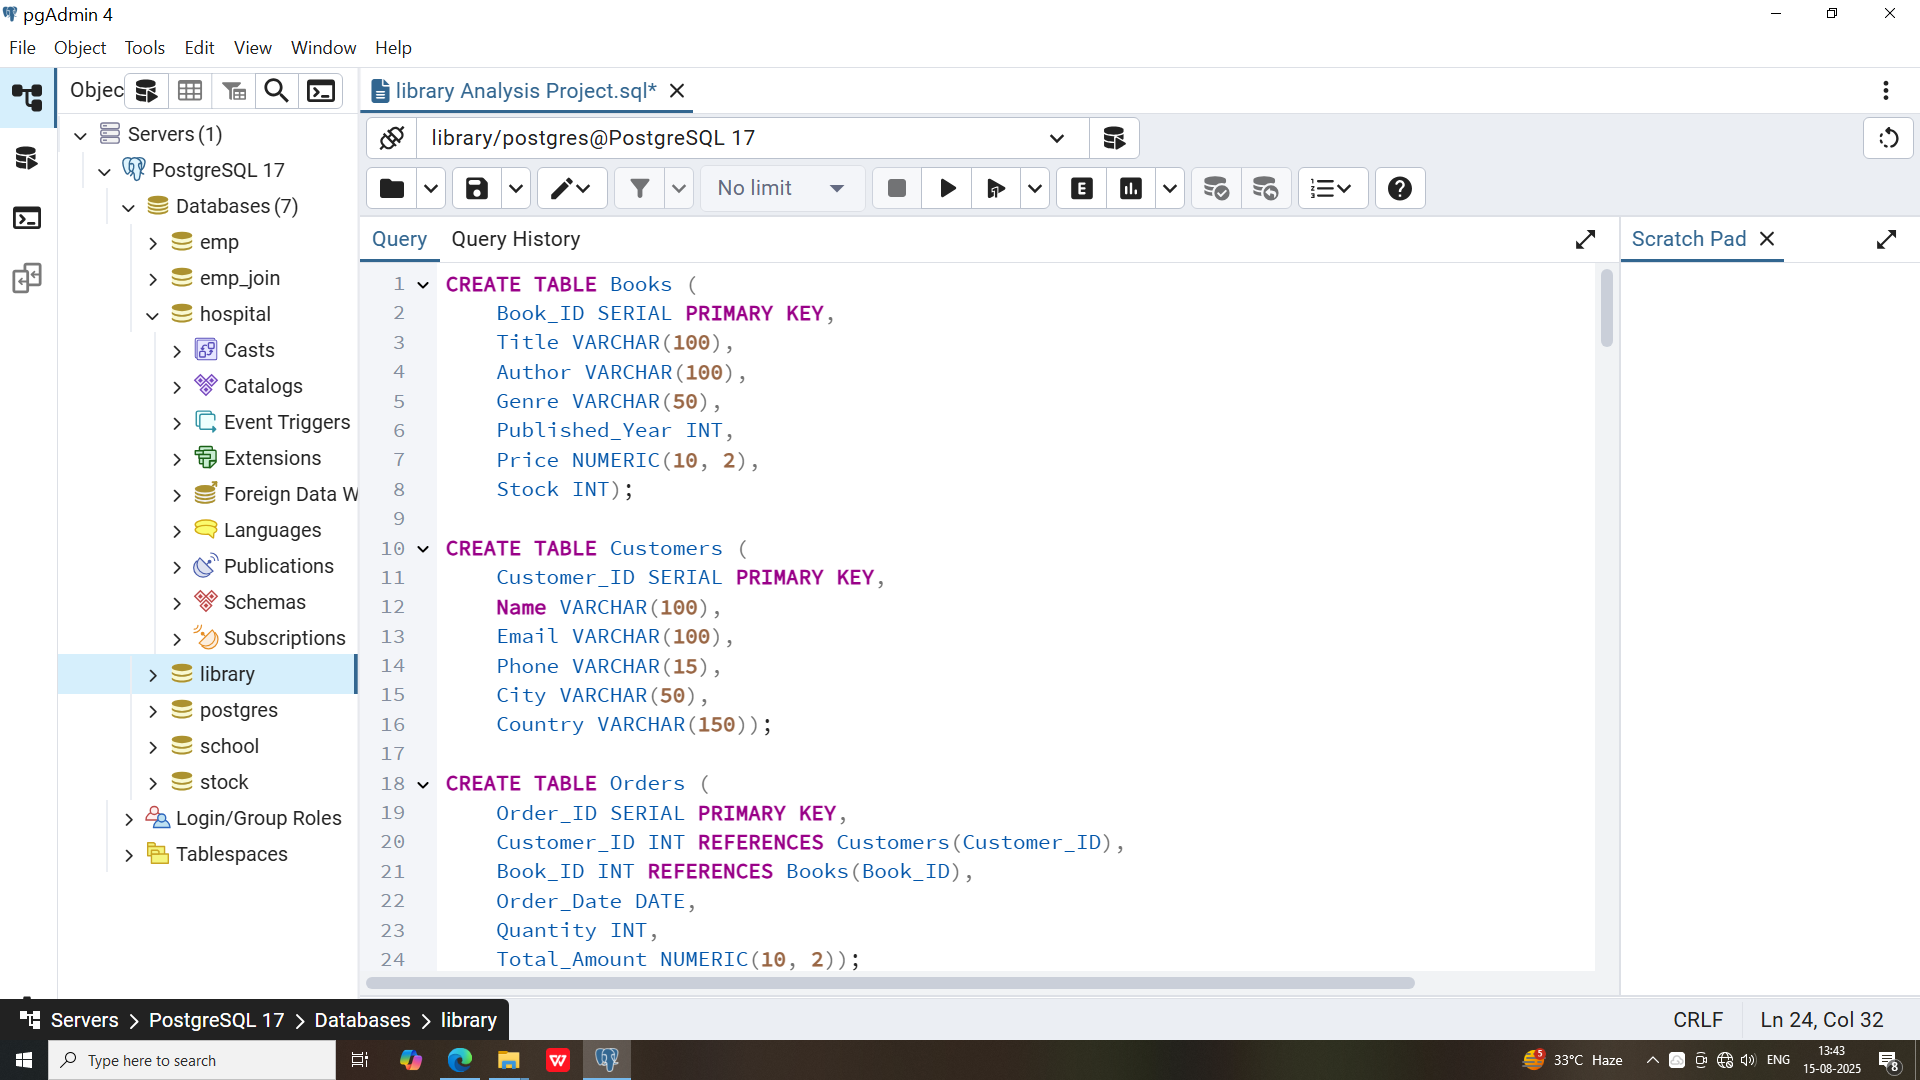 pgAdmin 4
File Object Tools Edit View Window Help
Objec
library Analysis Project.sql*
Servers (1)
PostgreSQL 17
Databases (7)
emp
emp_join
hospital
Casts
Catalogs
Event Triggers
Extensions
Foreign Data W
Languages
Publications
Schemas
Subscriptions
library
postgres
school
stock
Login/Group Roles
Tablespaces
library/postgres@PostgreSQL 17
No limit
E
Query Query History
Scratch Pad
1 CREATE TABLE Books (
2 Book_ID SERIAL PRIMARY KEY,
3 Title VARCHAR(100),
4 Author VARCHAR(100),
5 Genre VARCHAR(50),
6 Published_Year INT,
7 Price NUMERIC(10, 2),
8 Stock INT);
9
10 CREATE TABLE Customers (
11 Customer_ID SERIAL PRIMARY KEY,
12 Name VARCHAR(100),
13 Email VARCHAR(100),
14 Phone VARCHAR(15),
15 City VARCHAR(50),
16 Country VARCHAR(150));
17
18 CREATE TABLE Orders (
19 Order_ID SERIAL PRIMARY KEY,
20 Customer_ID INT REFERENCES Customers(Customer_ID),
21 Book_ID INT REFERENCES Books(Book_ID),
22 Order_Date DATE,
23 Quantity INT,
24 Total_Amount NUMERIC(10, 2));
Servers > PostgreSQL 17 > Databases > library
CRLF Ln 24, Col 32
Type here to search
W
5
33°C Haze
ENG
13:43
15-08-2025
8